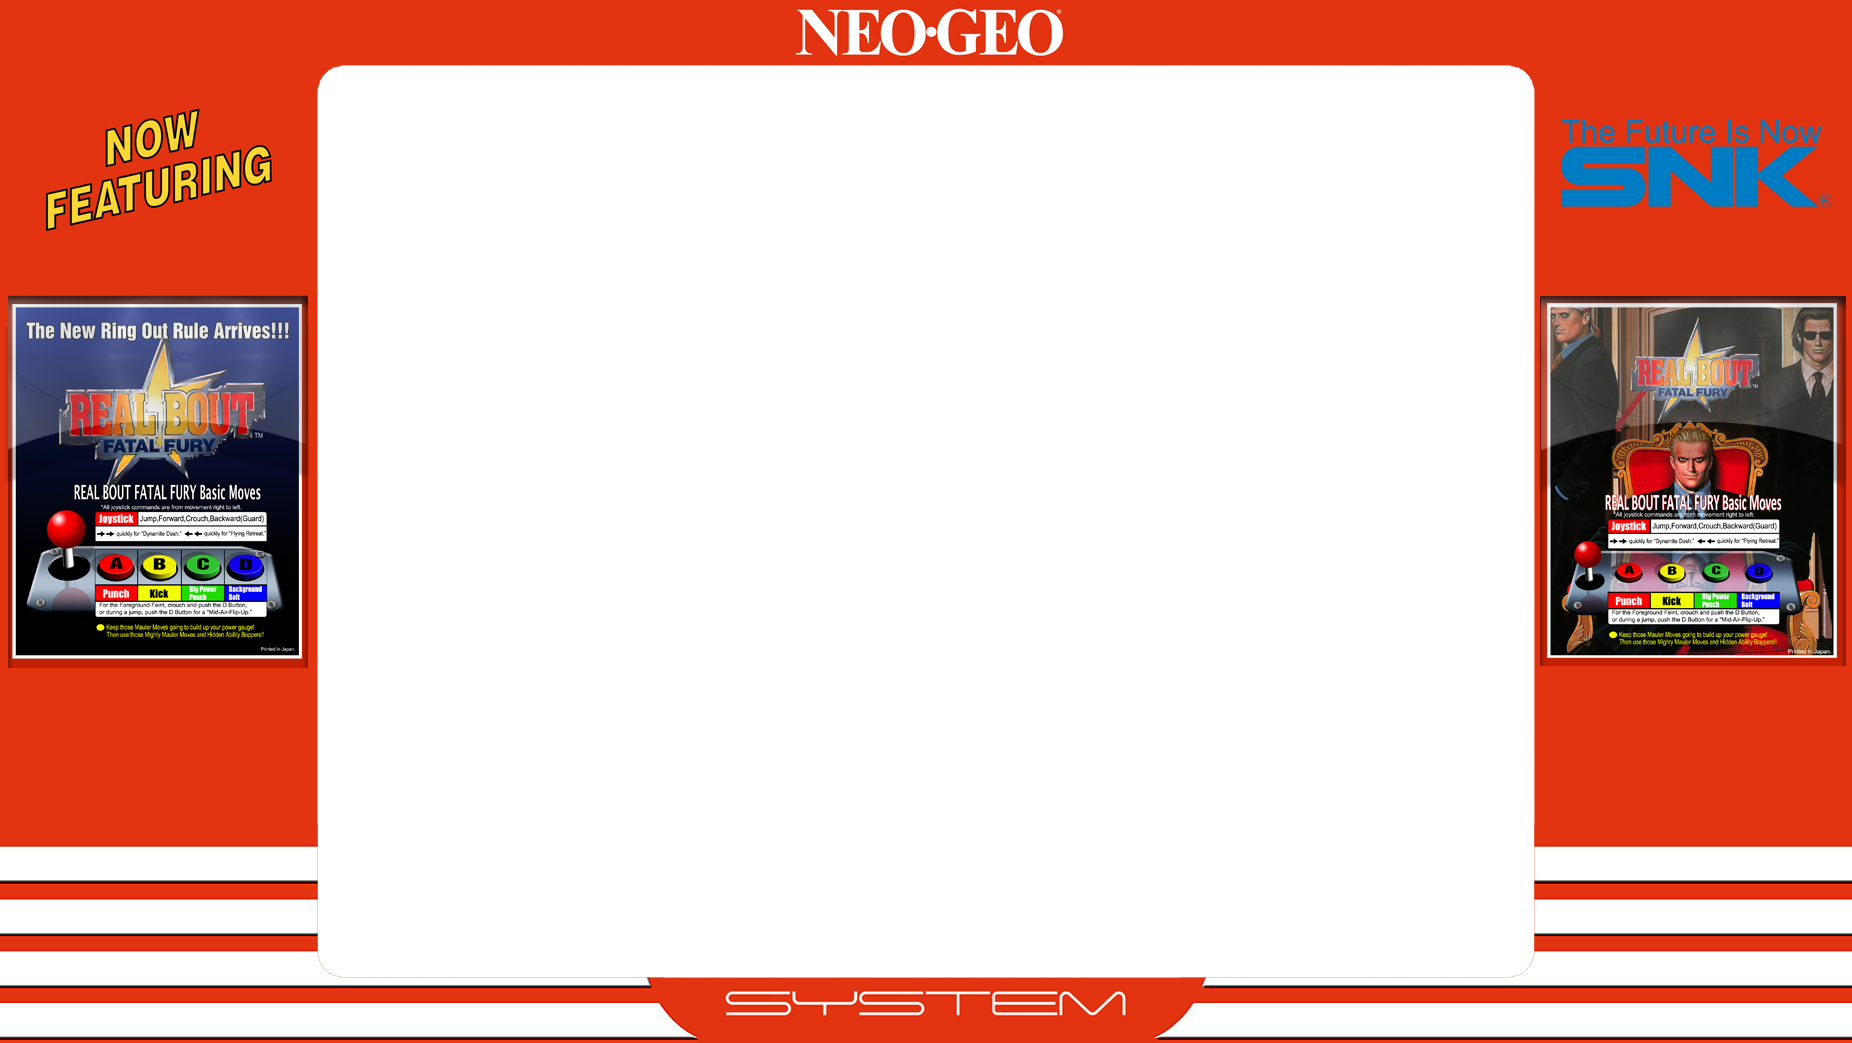 NEO•GEO®
NOW
FEATURING
The Future Is Now
SNK®
The New Ring Out Rule Arrives!!!
REAL BOUT
FATAL FURY
TM
REAL BOUT FATAL FURY Basic Moves
*All joystick commands are from movement right to left.
Joystick Jump,Forward,Crouch,Backward(Guard)
➜➜ quickly for "Dynamite Dash." ←← quickly for "Flying Retreat."
A B C D
Punch Kick Big Power Punch Background Bolt
For the Foreground Feint, crouch and push the D Button,
or during a jump, push the D Button for a "Mid-Air-Flip-Up."
Keep those Mauler Moves going to build up your power gauge!
Then use those Mighty Mauler Moves and Hidden Ability Boppers!!
Printed in Japan.
REAL BOUT
FATAL FURY
TM
REAL BOUT FATAL FURY Basic Moves
*All joystick commands are from movement right to left.
Joystick Jump,Forward,Crouch,Backward(Guard)
➜➜ quickly for "Dynamite Dash." ←← quickly for "Flying Retreat."
A B C D
Punch Kick Big Power Punch Background Bolt
For the Foreground Feint, crouch and push the D Button,
or during a jump, push the D Button for a "Mid-Air-Flip-Up."
Keep those Mauler Moves going to build up your power gauge!
Then use those Mighty Mauler Moves and Hidden Ability Boppers!!
Printed in Japan.
SYSTEM